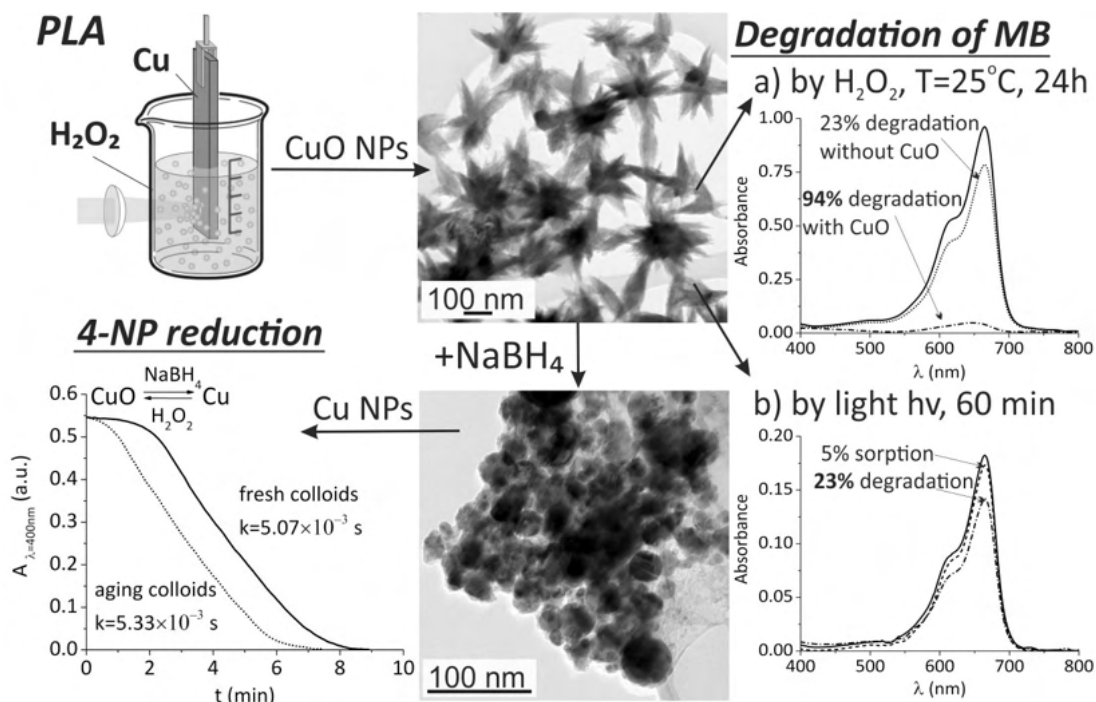 PLA
Cu
H₂O₂
CuO NPs
100 nm
Degradation of MB
a) by H₂O₂, T=25°C, 24h
1.00
0.75
0.50
0.25
0.00
Absorbance
23% degradation
without CuO
94% degradation
with CuO
400 500 600 700 800
λ (nm)
+NaBH₄
4-NP reduction
NaBH₄
CuO ⇌ Cu
H₂O₂
Cu NPs
0.6
0.5
0.4
0.3
0.2
0.1
0.0
A λ=400nm (a.u.)
fresh colloids
k=5.07×10⁻³ s
aging colloids
k=5.33×10⁻³ s
0 2 4 6 8 10
t (min)
100 nm
b) by light hν, 60 min
0.20
0.15
0.10
0.05
0.00
Absorbance
5% sorption
23% degradation
400 500 600 700 800
λ (nm)